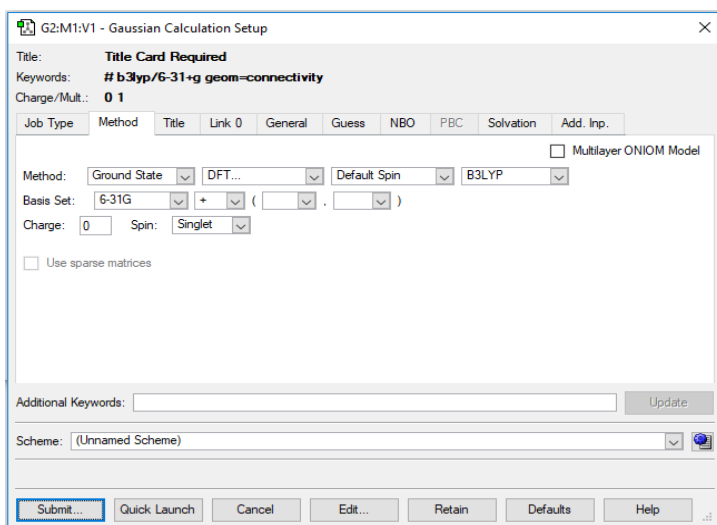 G2:M1:V1 - Gaussian Calculation Setup
Title: Title Card Required
Keywords: # b3lyp/6-31+g geom=connectivity
Charge/Mult.: 0 1
Job Type Method Title Link 0 General Guess NBO PBC Solvation Add. Inp.
Multilayer ONIOM Model
Method: Ground State DFT... Default Spin B3LYP
Basis Set: 6-31G + ( , )
Charge: 0 Spin: Singlet
Use sparse matrices
Additional Keywords: Update
Scheme: (Unnamed Scheme)
Submit... Quick Launch Cancel Edit... Retain Defaults Help